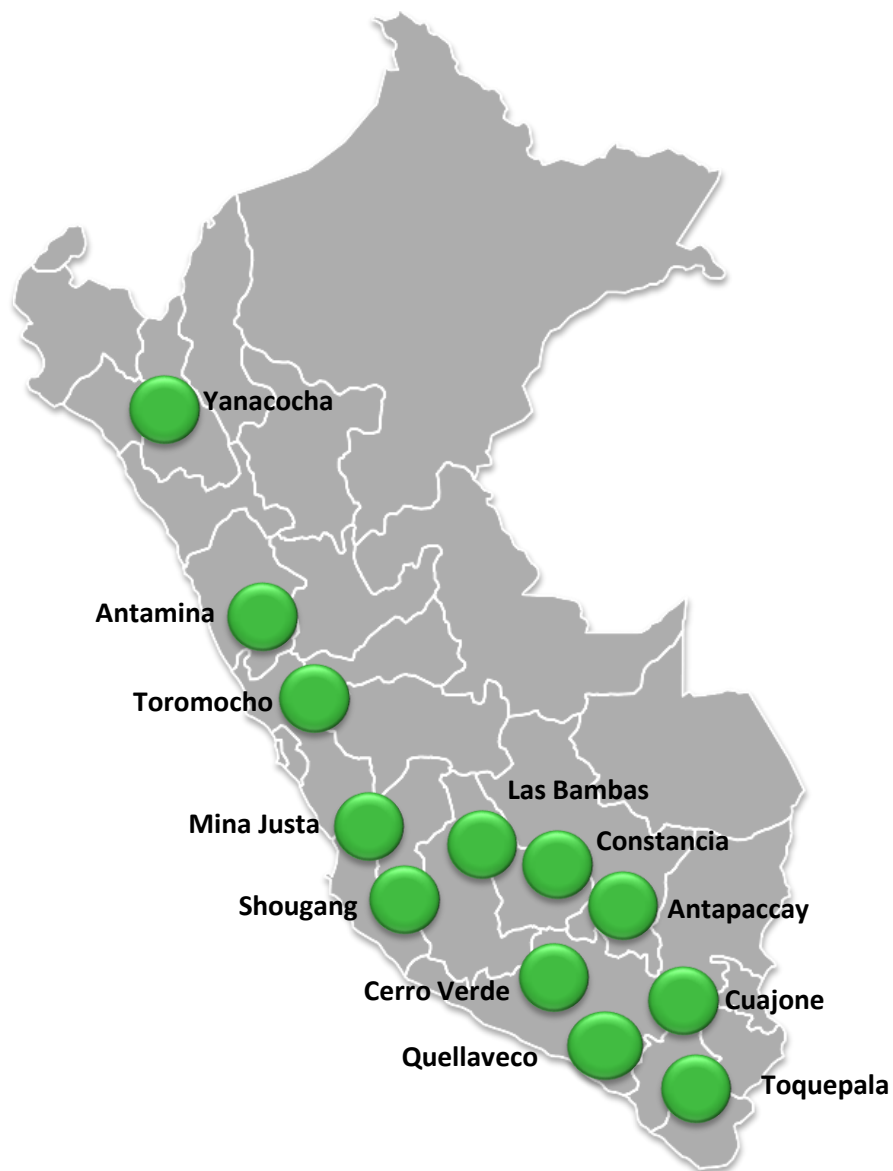 Yanacocha
Antamina
Toromocho
Las Bambas
Mina Justa
Constancia
Shougang
Antapaccay
Cerro Verde
Cuajone
Quellaveco
Toquepala